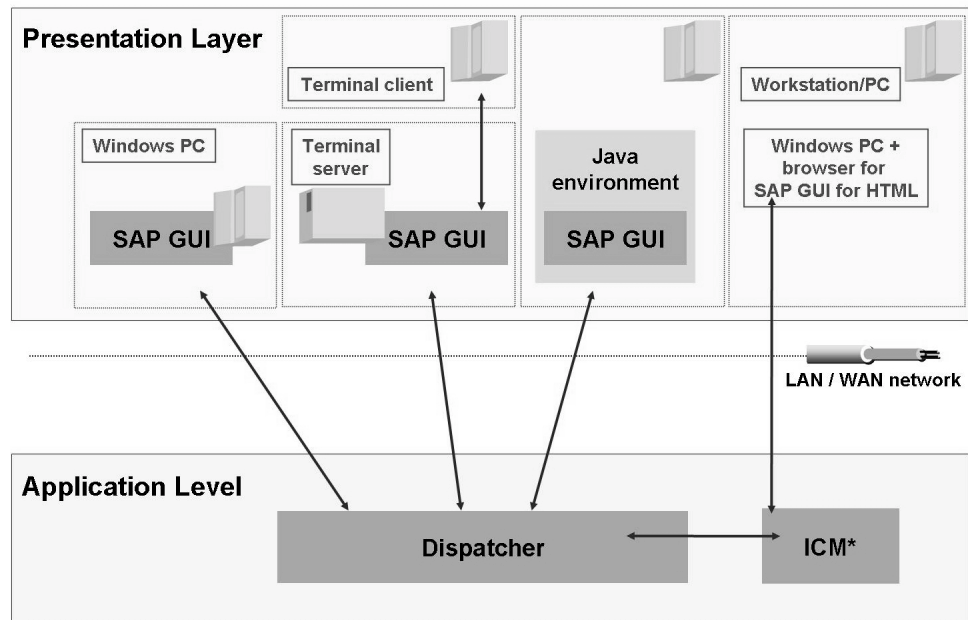 Presentation Layer
Terminal client
Workstation/PC
Windows PC
Terminal
server
Java
environment
Windows PC +
browser for
SAP GUI for HTML
SAP GUI
SAP GUI
SAP GUI
LAN / WAN network
Application Level
Dispatcher
ICM*